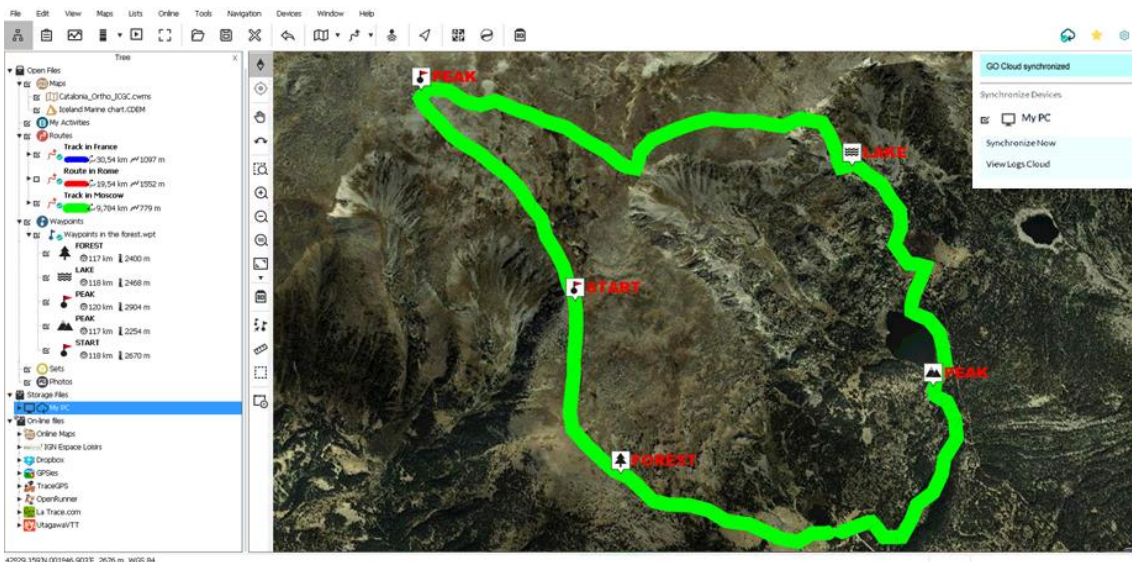 File Edit View Maps Lists Online Tools Navigation Devices Window Help
Tree X
Open Files
Maps
Catalonia_Ortho_ICGC.cwms
Iceland Marine chart.CDEM
My Activities
Routes
Track in France
30,54 km 1097 m
Route in Rome
19,54 km 1552 m
Track in Moscow
9,784 km 779 m
Waypoints
Waypoints in the forest.wpt
FOREST
117 km 2400 m
LAKE
118 km 2468 m
PEAK
120 km 2904 m
PEAK
117 km 2254 m
START
118 km 2670 m
Sets
Photos
Storage Files
My PC
On-line files
Online Maps
IGN Espace Loisirs
Dropbox
GPSies
TraceGPS
OpenRunner
La Trace.com
UtagawaVTT
PEAK
LAKE
START
PEAK
FOREST
GO Cloud synchronized
Synchronize Devices
My PC
Synchronize Now
View Logs Cloud
2676 m, WGS 84